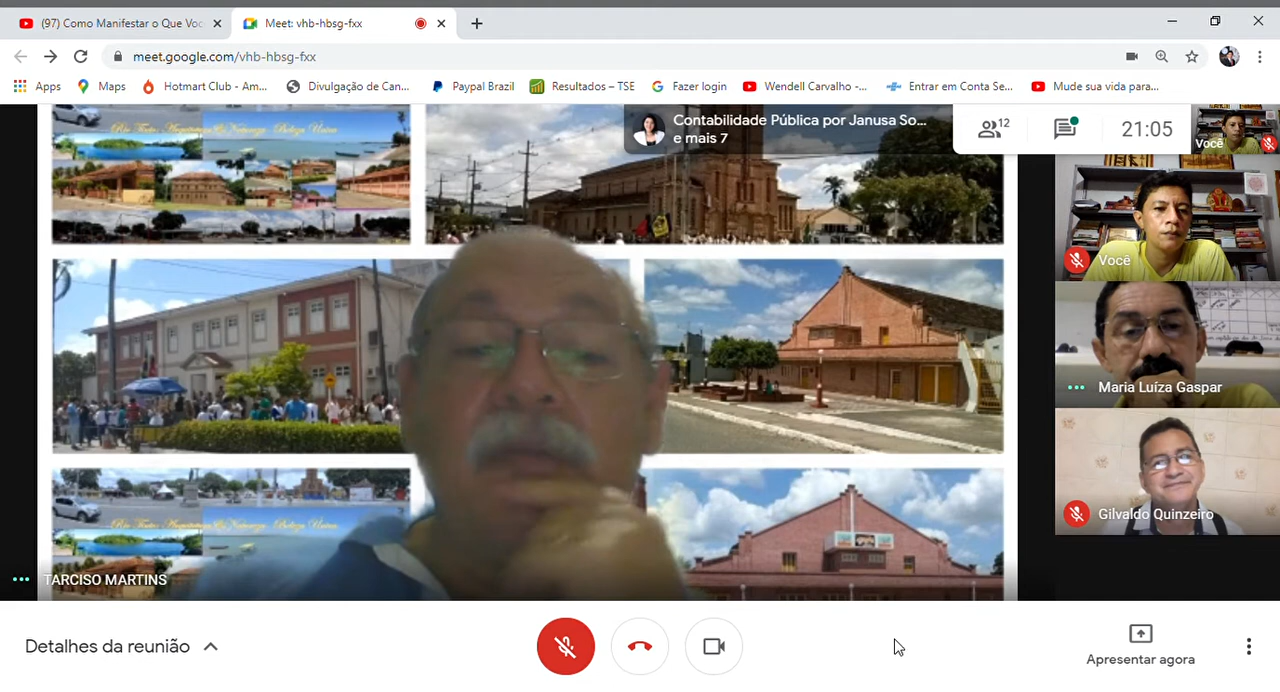 (97) Como Manifestar o Que Voc
Meet: vhb-hbsg-fxx
meet.google.com/vhb-hbsg-fxx
Apps
Maps
Hotmart Club - Am...
Divulgação de Can...
Paypal Brazil
Resultados – TSE
Fazer login
Wendell Carvalho -...
Entrar em Conta Se...
Mude sua vida para...
Contabilidade Pública por Janusa So...
e mais 7
12
21:05
Você
Você
Maria Luíza Gaspar
Gilvaldo Quinzeiro
TARCISO MARTINS
Detalhes da reunião
Apresentar agora